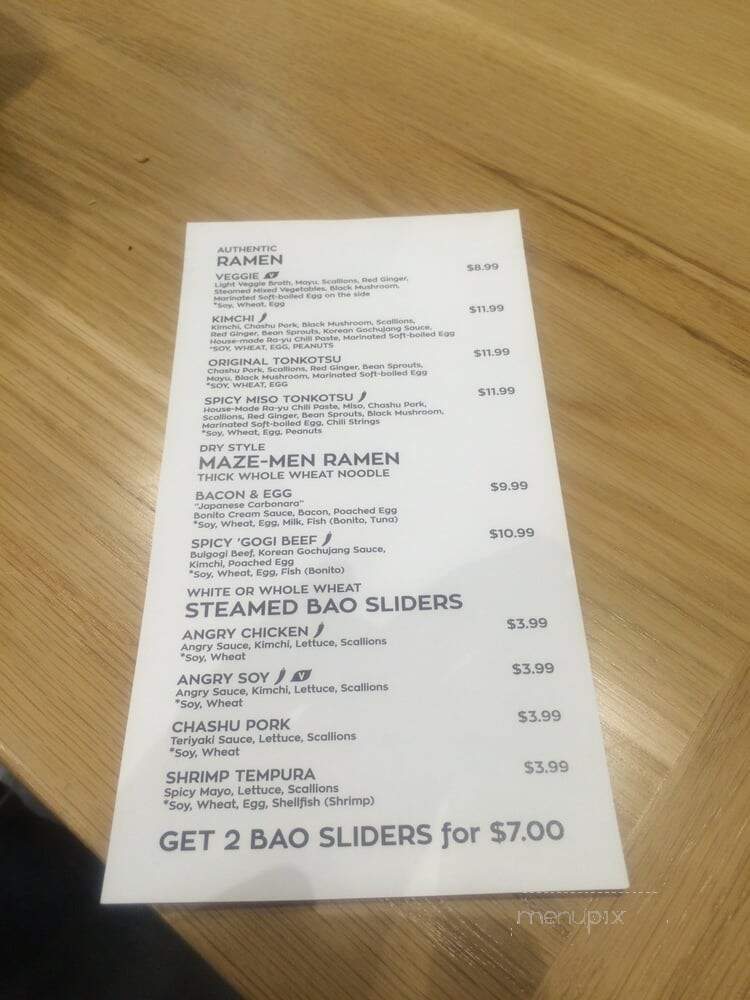 AUTHENTIC
RAMEN
VEGGIE V
$8.99
Light Veggie Broth, Mayu, Scallions, Red Ginger,
Steamed Mixed Vegetables, Black Mushroom,
Marinated Soft-boiled Egg on the side
*Soy, Wheat, Egg
KIMCHI
$11.99
Kimchi, Chashu Pork, Black Mushroom, Scallions,
Red Ginger, Bean Sprouts, Korean Gochujang Sauce,
House-made Ra-yu Chili Paste, Marinated Soft-boiled Egg
*SOY, WHEAT, EGG, PEANUTS
ORIGINAL TONKOTSU
$11.99
Chashu Pork, Scallions, Red Ginger, Bean Sprouts,
Mayu, Black Mushroom, Marinated Soft-boiled Egg
*SOY, WHEAT, EGG
SPICY MISO TONKOTSU
$11.99
House-Made Ra-yu Chili Paste, Miso, Chashu Pork,
Scallions, Red Ginger, Bean Sprouts, Black Mushroom,
Marinated Soft-boiled Egg, Chili Strings
*Soy, Wheat, Egg, Peanuts
DRY STYLE
MAZE-MEN RAMEN
THICK WHOLE WHEAT NOODLE
BACON & EGG
$9.99
"Japanese Carbonara"
Bonito Cream Sauce, Bacon, Poached Egg
*Soy, Wheat, Egg, Milk, Fish (Bonito, Tuna)
SPICY 'GOGI BEEF
$10.99
Bulgogi Beef, Korean Gochujang Sauce,
Kimchi, Poached Egg
*Soy, Wheat, Egg, Fish (Bonito)
WHITE OR WHOLE WHEAT
STEAMED BAO SLIDERS
ANGRY CHICKEN
$3.99
Angry Sauce, Kimchi, Lettuce, Scallions
*Soy, Wheat
ANGRY SOY V
$3.99
Angry Sauce, Kimchi, Lettuce, Scallions
*Soy, Wheat
CHASHU PORK
$3.99
Teriyaki Sauce, Lettuce, Scallions
*Soy, Wheat
SHRIMP TEMPURA
$3.99
Spicy Mayo, Lettuce, Scallions
*Soy, Wheat, Egg, Shellfish (Shrimp)
GET 2 BAO SLIDERS for $7.00
menupix